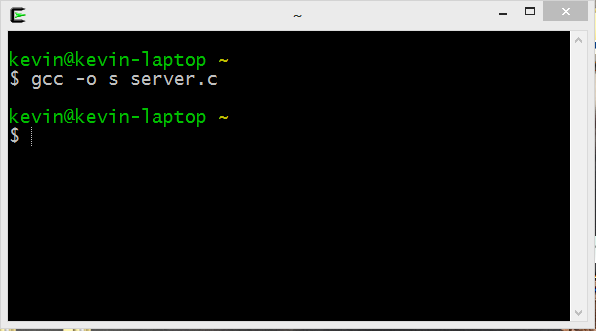 ~
kevin@kevin-laptop ~
$ gcc -o s server.c
kevin@kevin-laptop ~
$